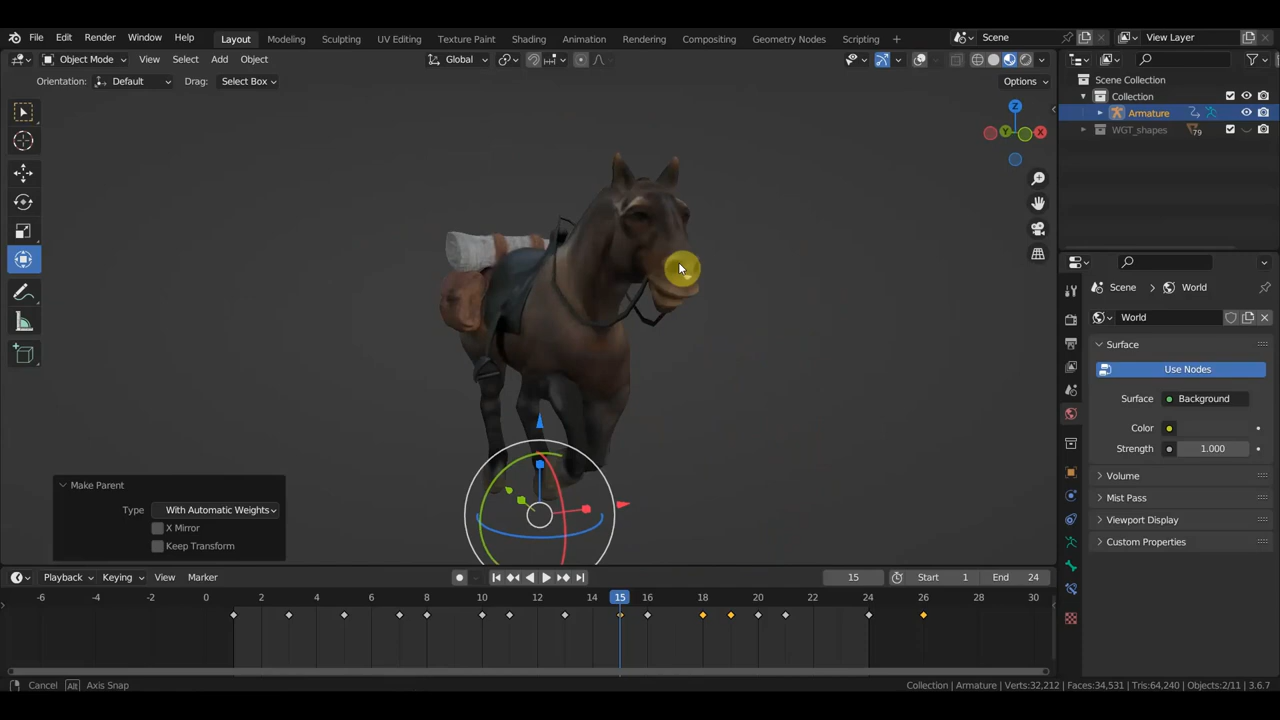 File Edit Render Window Help Layout Modeling Sculpting UV Editing Texture Paint Shading Animation Rendering Compositing Geometry Nodes Scripting + Scene View Layer
Object Mode View Select Add Object Global Options
Orientation: Default Drag: Select Box
Scene Collection
Collection
Armature
WGT_shapes 79
Z
Y X
Scene > World
World
Surface
Use Nodes
Surface Background
Color
Strength 1.000
Volume
Mist Pass
Viewport Display
Custom Properties
Make Parent
Type With Automatic Weights
X Mirror
Keep Transform
Playback Keying View Marker 15 Start 1 End 24
-6 -4 -2 0 2 4 6 8 10 12 14 15 16 18 20 22 24 26 28 30
Cancel Alt Axis Snap Collection | Armature | Verts:32,212 | Faces:34,531 | Tris:64,240 | Objects:2/11 | 3.6.7